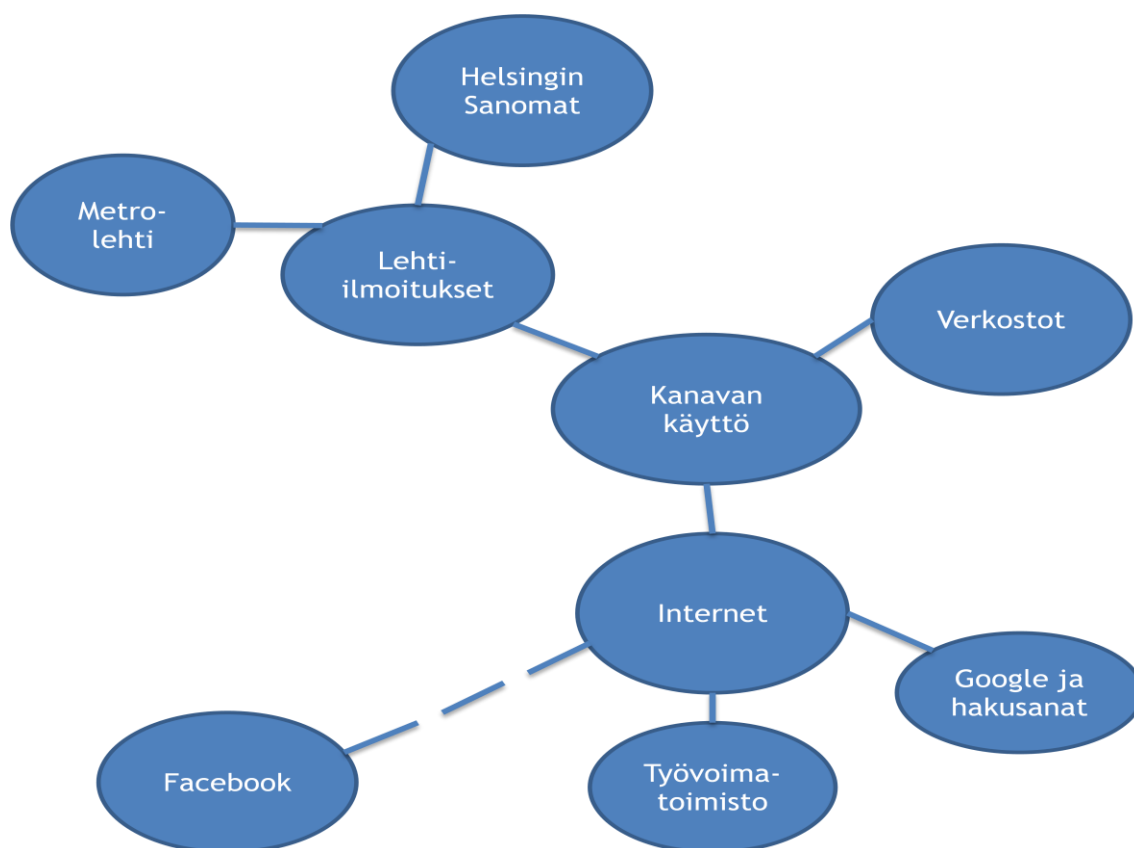 Helsingin
Sanomat
Metro-
lehti
Lehti-
ilmoitukset
Verkostot
Kanavan
käyttö
Internet
Google ja
hakusanat
Facebook
Työvoima-
toimisto